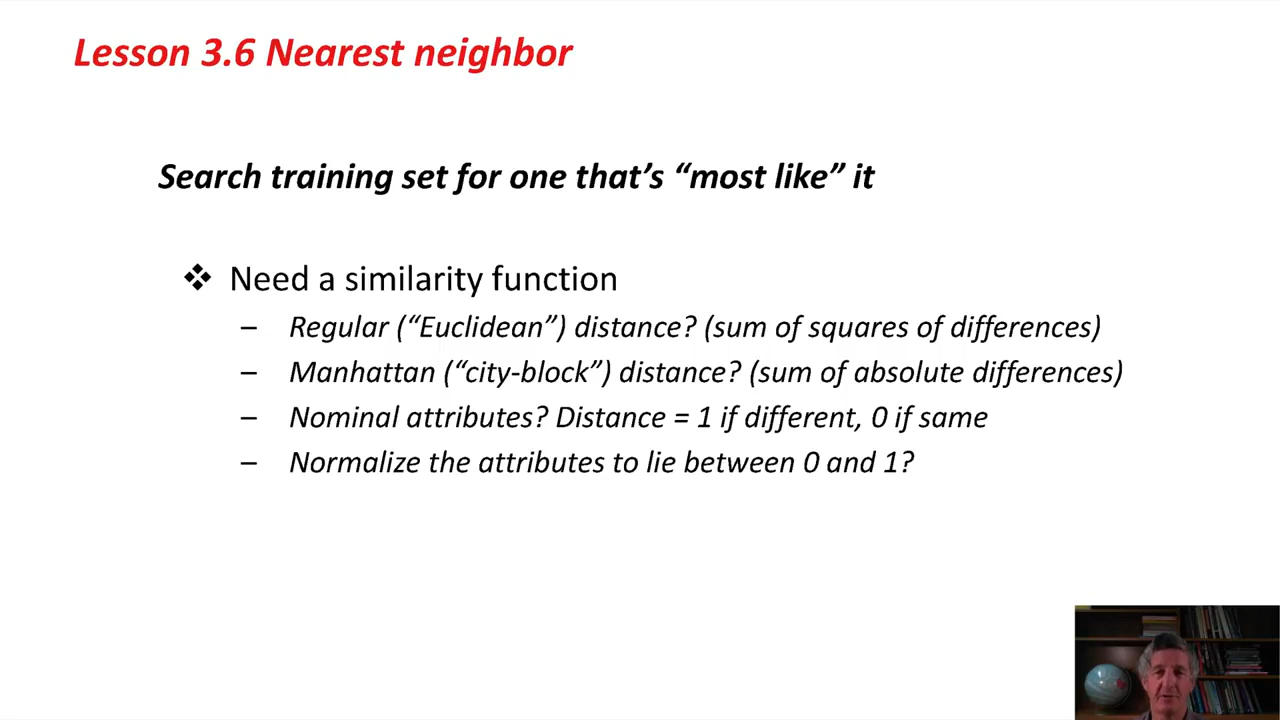 Lesson 3.6 Nearest neighbor
Search training set for one that’s “most like” it
❖ Need a similarity function
– Regular (“Euclidean”) distance? (sum of squares of differences)
– Manhattan (“city-block”) distance? (sum of absolute differences)
– Nominal attributes? Distance = 1 if different, 0 if same
– Normalize the attributes to lie between 0 and 1?